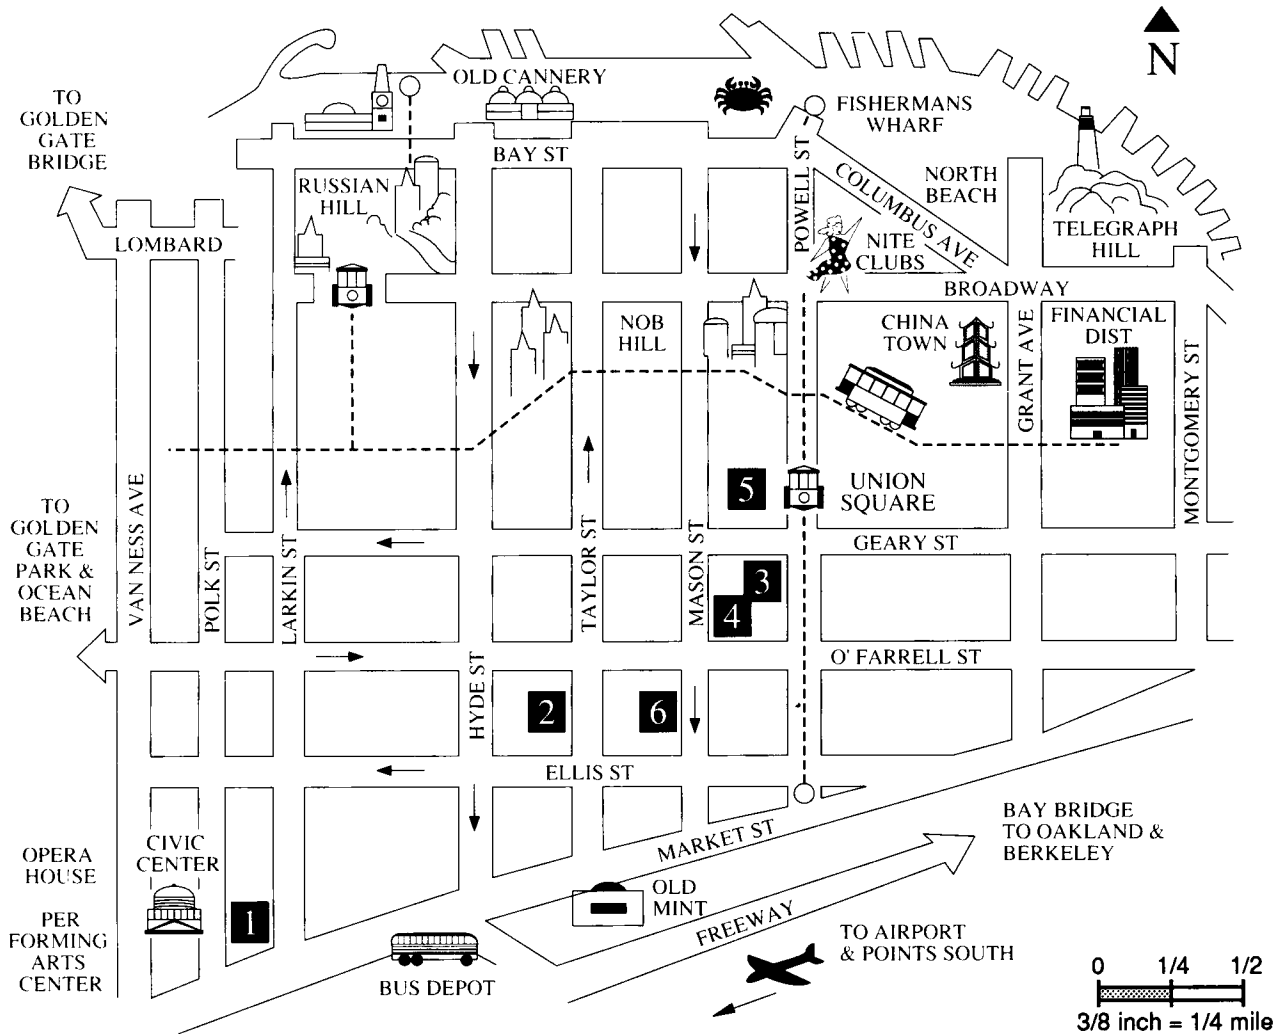 N
OLD CANNERY
FISHERMANS
WHARF
TO
GOLDEN
GATE
BRIDGE
BAY ST
POWELL ST
COLUMBUS AVE
NORTH
BEACH
RUSSIAN
HILL
LOMBARD
NITE
CLUBS
TELEGRAPH
HILL
BROADWAY
NOB
HILL
CHINA
TOWN
GRANT AVE
FINANCIAL
DIST
MONTGOMERY ST
5
UNION
SQUARE
TO
GOLDEN
GATE
PARK &
OCEAN
BEACH
VAN NESS AVE
POLK ST
LARKIN ST
TAYLOR ST
MASON ST
GEARY ST
3
4
O' FARRELL ST
HYDE ST
2
6
ELLIS ST
MARKET ST
BAY BRIDGE
TO OAKLAND &
BERKELEY
OPERA
HOUSE
CIVIC
CENTER
1
OLD
MINT
FREEWAY
PER
FORMING
ARTS
CENTER
BUS DEPOT
TO AIRPORT
& POINTS SOUTH
0 1/4 1/2
3/8 inch = 1/4 mile